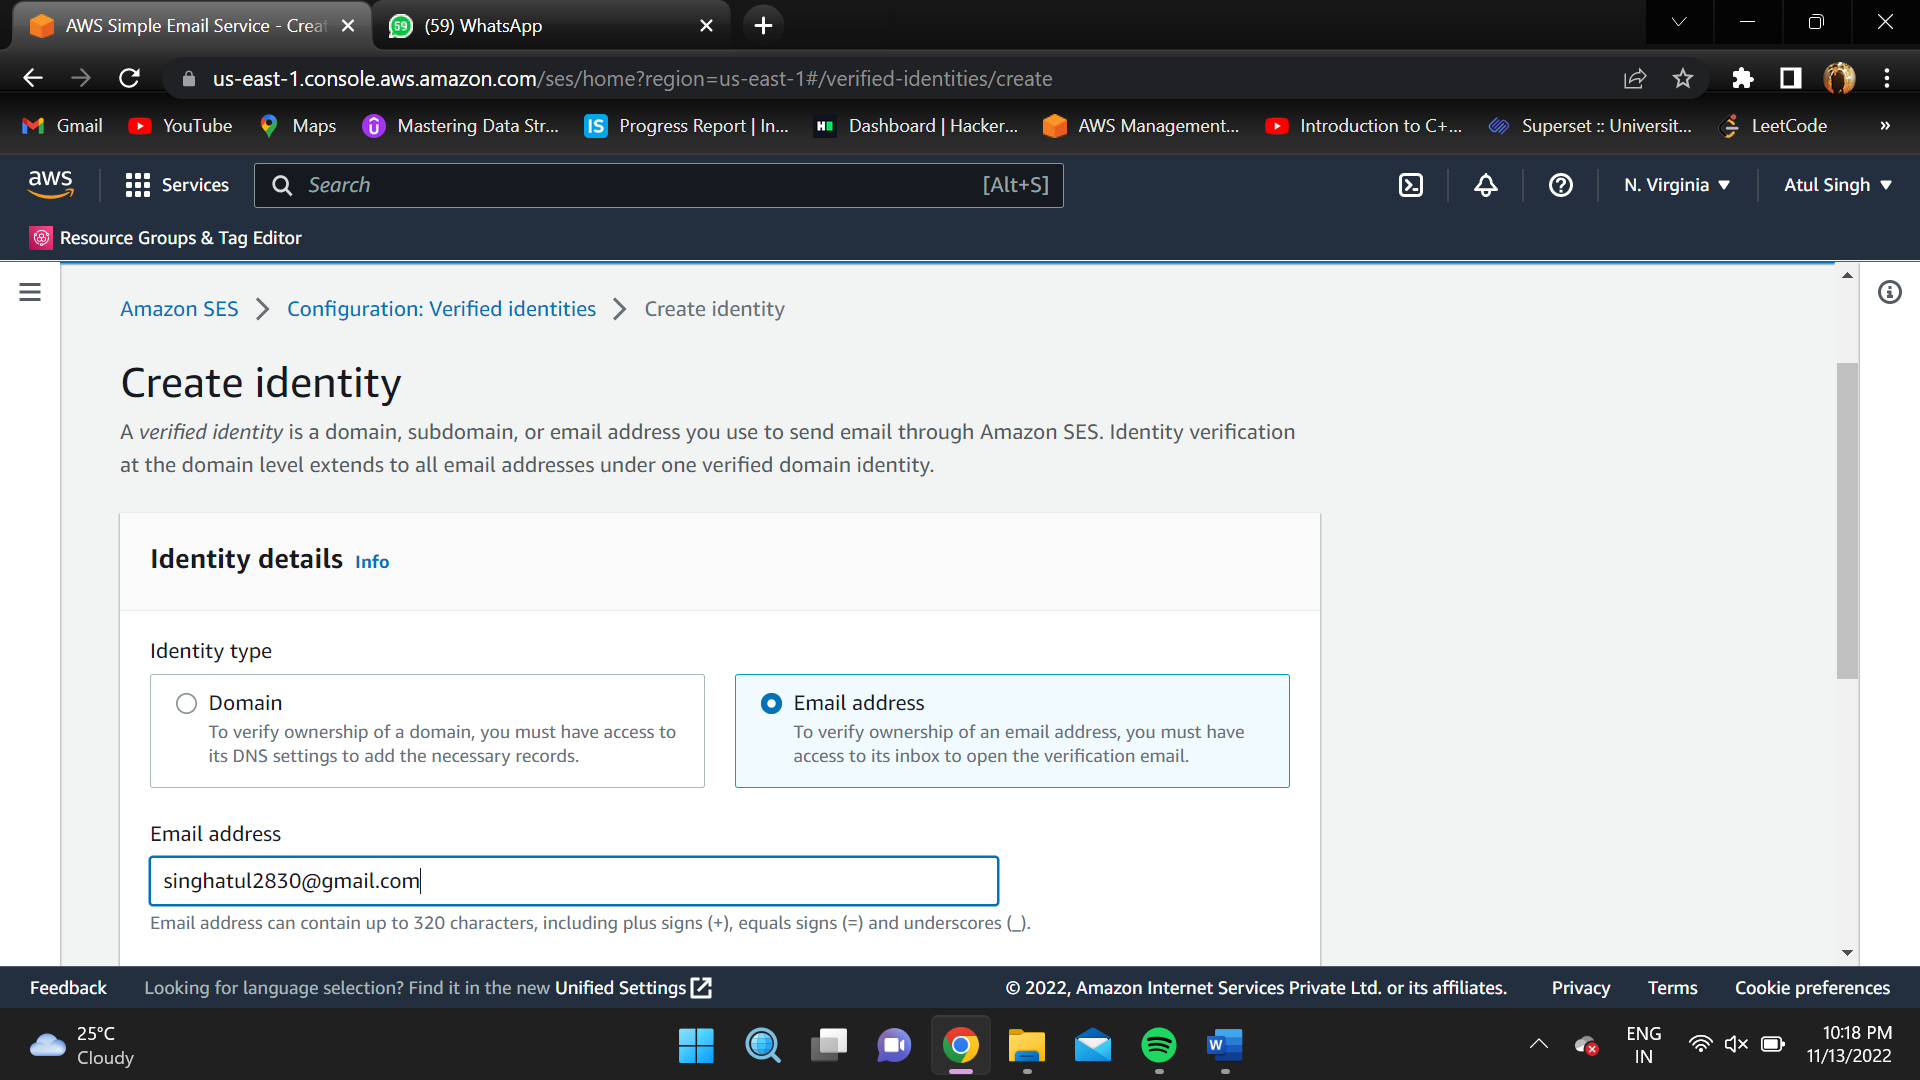 AWS Simple Email Service - Crea
(59) WhatsApp
us-east-1.console.aws.amazon.com/ses/home?region=us-east-1#/verified-identities/create
Gmail YouTube Maps Mastering Data Str... IS Progress Report | In... Dashboard | Hacker... AWS Management... Introduction to C+... Superset :: Universit... LeetCode »
aws Services Search [Alt+S] N. Virginia Atul Singh
Resource Groups & Tag Editor
Amazon SES Configuration: Verified identities Create identity
Create identity
A verified identity is a domain, subdomain, or email address you use to send email through Amazon SES. Identity verification
at the domain level extends to all email addresses under one verified domain identity.
Identity details Info
Identity type
Domain
To verify ownership of a domain, you must have access to
its DNS settings to add the necessary records.
Email address
To verify ownership of an email address, you must have
access to its inbox to open the verification email.
Email address
singhatul2830@gmail.com
Email address can contain up to 320 characters, including plus signs (+), equals signs (=) and underscores (_).
Feedback Looking for language selection? Find it in the new Unified Settings © 2022, Amazon Internet Services Private Ltd. or its affiliates. Privacy Terms Cookie preferences
25°C
Cloudy
ENG
IN
10:18 PM
11/13/2022